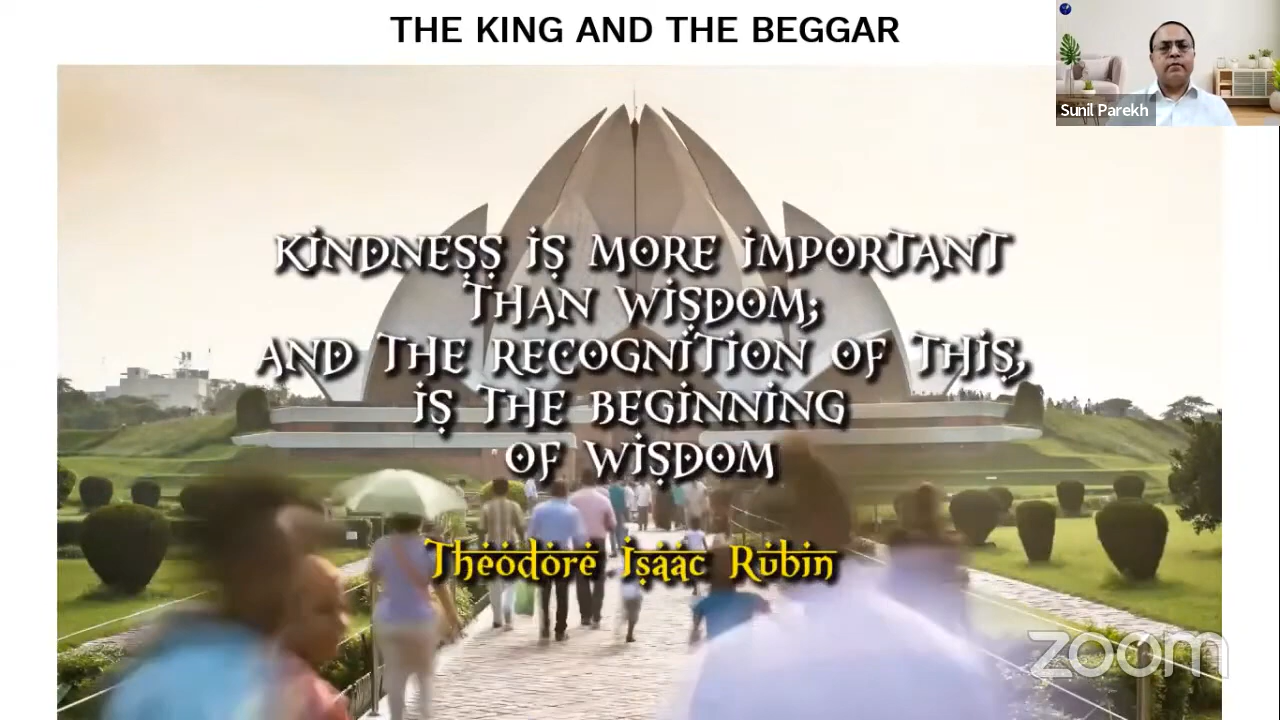 THE KING AND THE BEGGAR
Sunil Parekh
KINDNESS IS MORE IMPORTANT
THAN WISDOM;
AND THE RECOGNITION OF THIS,
IS THE BEGINNING
OF WISDOM
Theodore Isaac Rubin
zoom